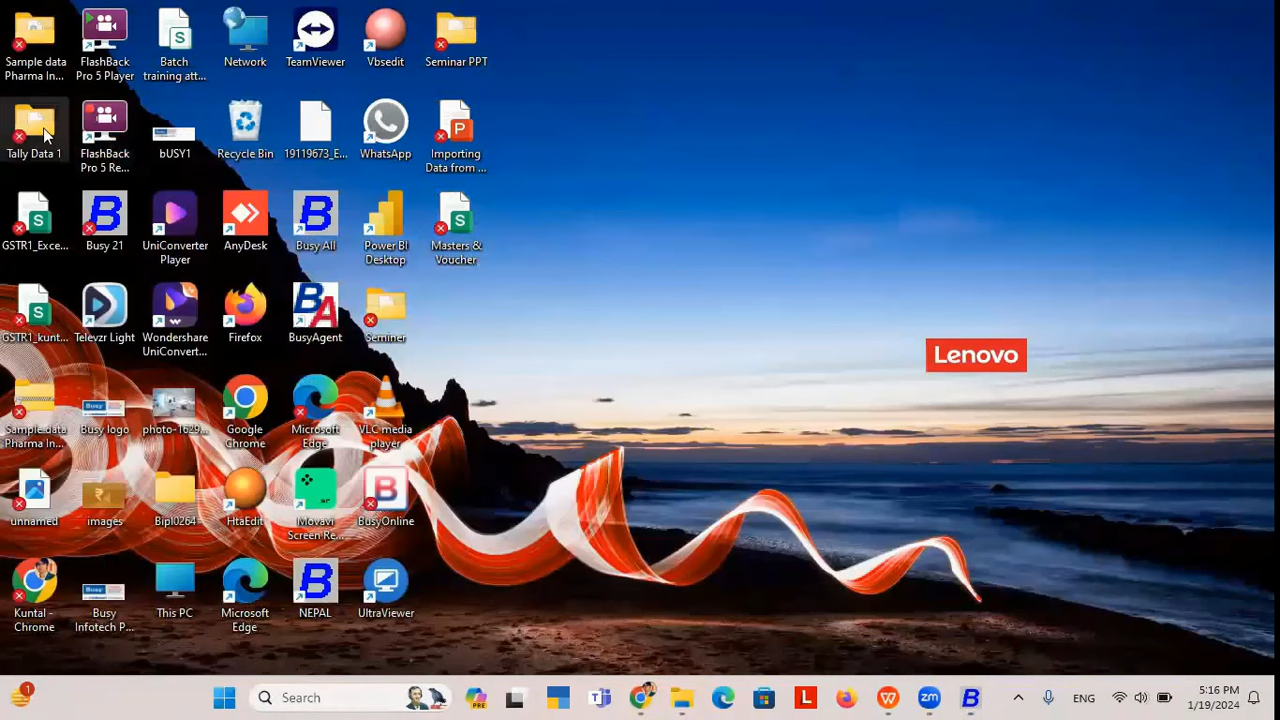 Sample data
Pharma In...
FlashBack
Pro 5 Player
Batch
training att...
Network
TeamViewer
Vbsedit
Seminar PPT
Tally Data 1
FlashBack
Pro 5 Re...
bUSY1
Recycle Bin
19119673_E...
WhatsApp
Importing
Data from ...
GSTR1_Exce...
Busy 21
UniConverter
Player
AnyDesk
Busy All
Power BI
Desktop
Masters &
Voucher
GSTR1_kunt...
Televzr Light
Wondershare
UniConvert...
Firefox
BusyAgent
Seminer
Lenovo
Sample data
Pharma In...
Busy logo
photo-1629...
Google
Chrome
Microsoft
Edge
VLC media
player
unnamed
images
Bipl0264
HtaEdit
Movavi
Screen Re...
BusyOnline
Kuntal -
Chrome
Busy
Infotech P...
This PC
Microsoft
Edge
NEPAL
UltraViewer
1
Search
PRE
L
zm
B
ENG
5:16 PM
1/19/2024